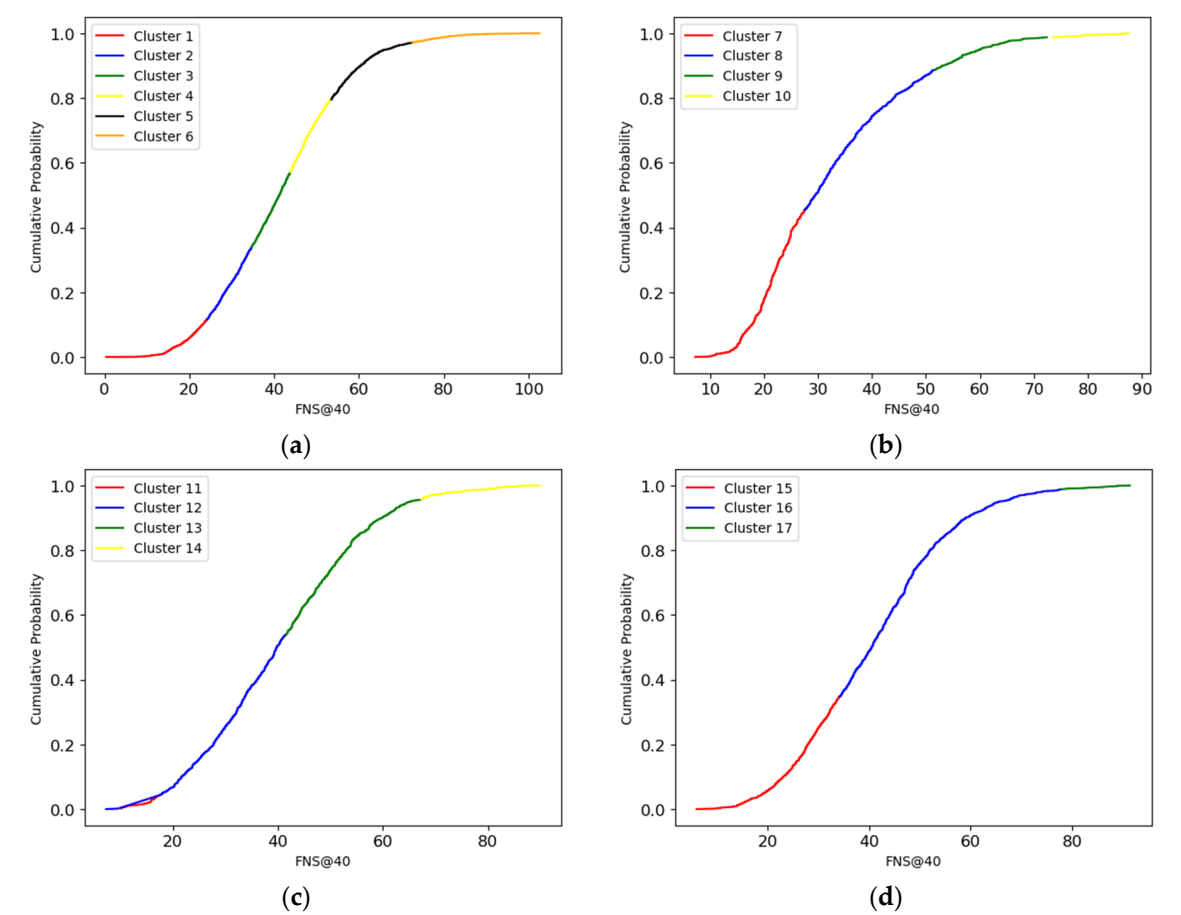 Cumulative Probability
1.0
0.8
0.6
0.4
0.2
0.0
Cluster 1
Cluster 2
Cluster 3
Cluster 4
Cluster 5
Cluster 6
0 20 40 60 80 100
FNS@40
(a)
Cumulative Probability
1.0
0.8
0.6
0.4
0.2
0.0
Cluster 7
Cluster 8
Cluster 9
Cluster 10
10 20 30 40 50 60 70 80 90
FNS@40
(b)
Cumulative Probability
1.0
0.8
0.6
0.4
0.2
0.0
Cluster 11
Cluster 12
Cluster 13
Cluster 14
20 40 60 80
FNS@40
(c)
Cumulative Probability
1.0
0.8
0.6
0.4
0.2
0.0
Cluster 15
Cluster 16
Cluster 17
20 40 60 80
FNS@40
(d)